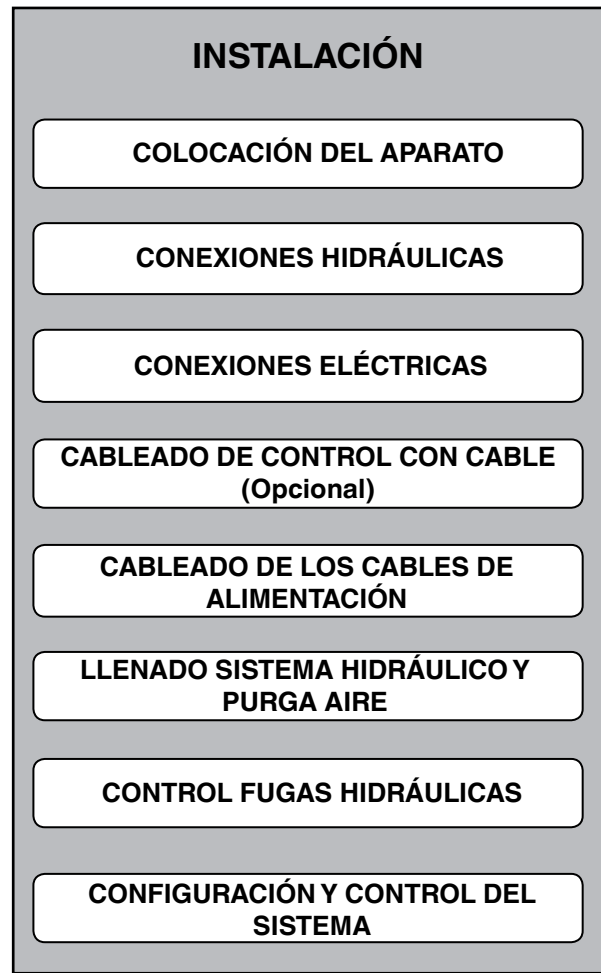 INSTALACIÓN
COLOCACIÓN DEL APARATO
CONEXIONES HIDRÁULICAS
CONEXIONES ELÉCTRICAS
CABLEADO DE CONTROL CON CABLE
(Opcional)
CABLEADO DE LOS CABLES DE
ALIMENTACIÓN
LLENADO SISTEMA HIDRÁULICO Y
PURGA AIRE
CONTROL FUGAS HIDRÁULICAS
CONFIGURACIÓN Y CONTROL DEL
SISTEMA